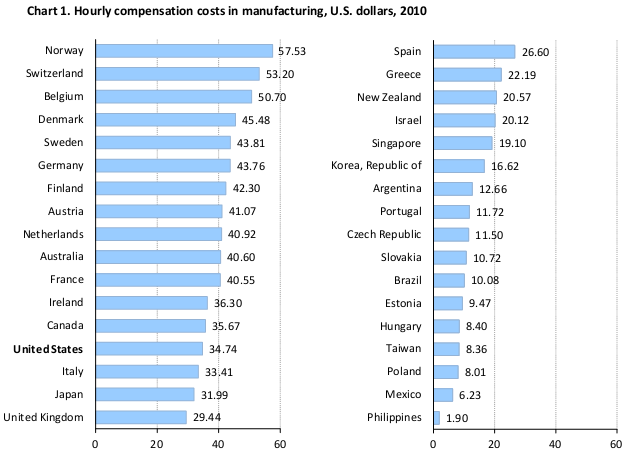 Chart 1. Hourly compensation costs in manufacturing, U.S. dollars, 2010
Norway 57.53
Switzerland 53.20
Belgium 50.70
Denmark 45.48
Sweden 43.81
Germany 43.76
Finland 42.30
Austria 41.07
Netherlands 40.92
Australia 40.60
France 40.55
Ireland 36.30
Canada 35.67
United States 34.74
Italy 33.41
Japan 31.99
United Kingdom 29.44
0 20 40 60
Spain 26.60
Greece 22.19
New Zealand 20.57
Israel 20.12
Singapore 19.10
Korea, Republic of 16.62
Argentina 12.66
Portugal 11.72
Czech Republic 11.50
Slovakia 10.72
Brazil 10.08
Estonia 9.47
Hungary 8.40
Taiwan 8.36
Poland 8.01
Mexico 6.23
Philippines 1.90
0 20 40 60